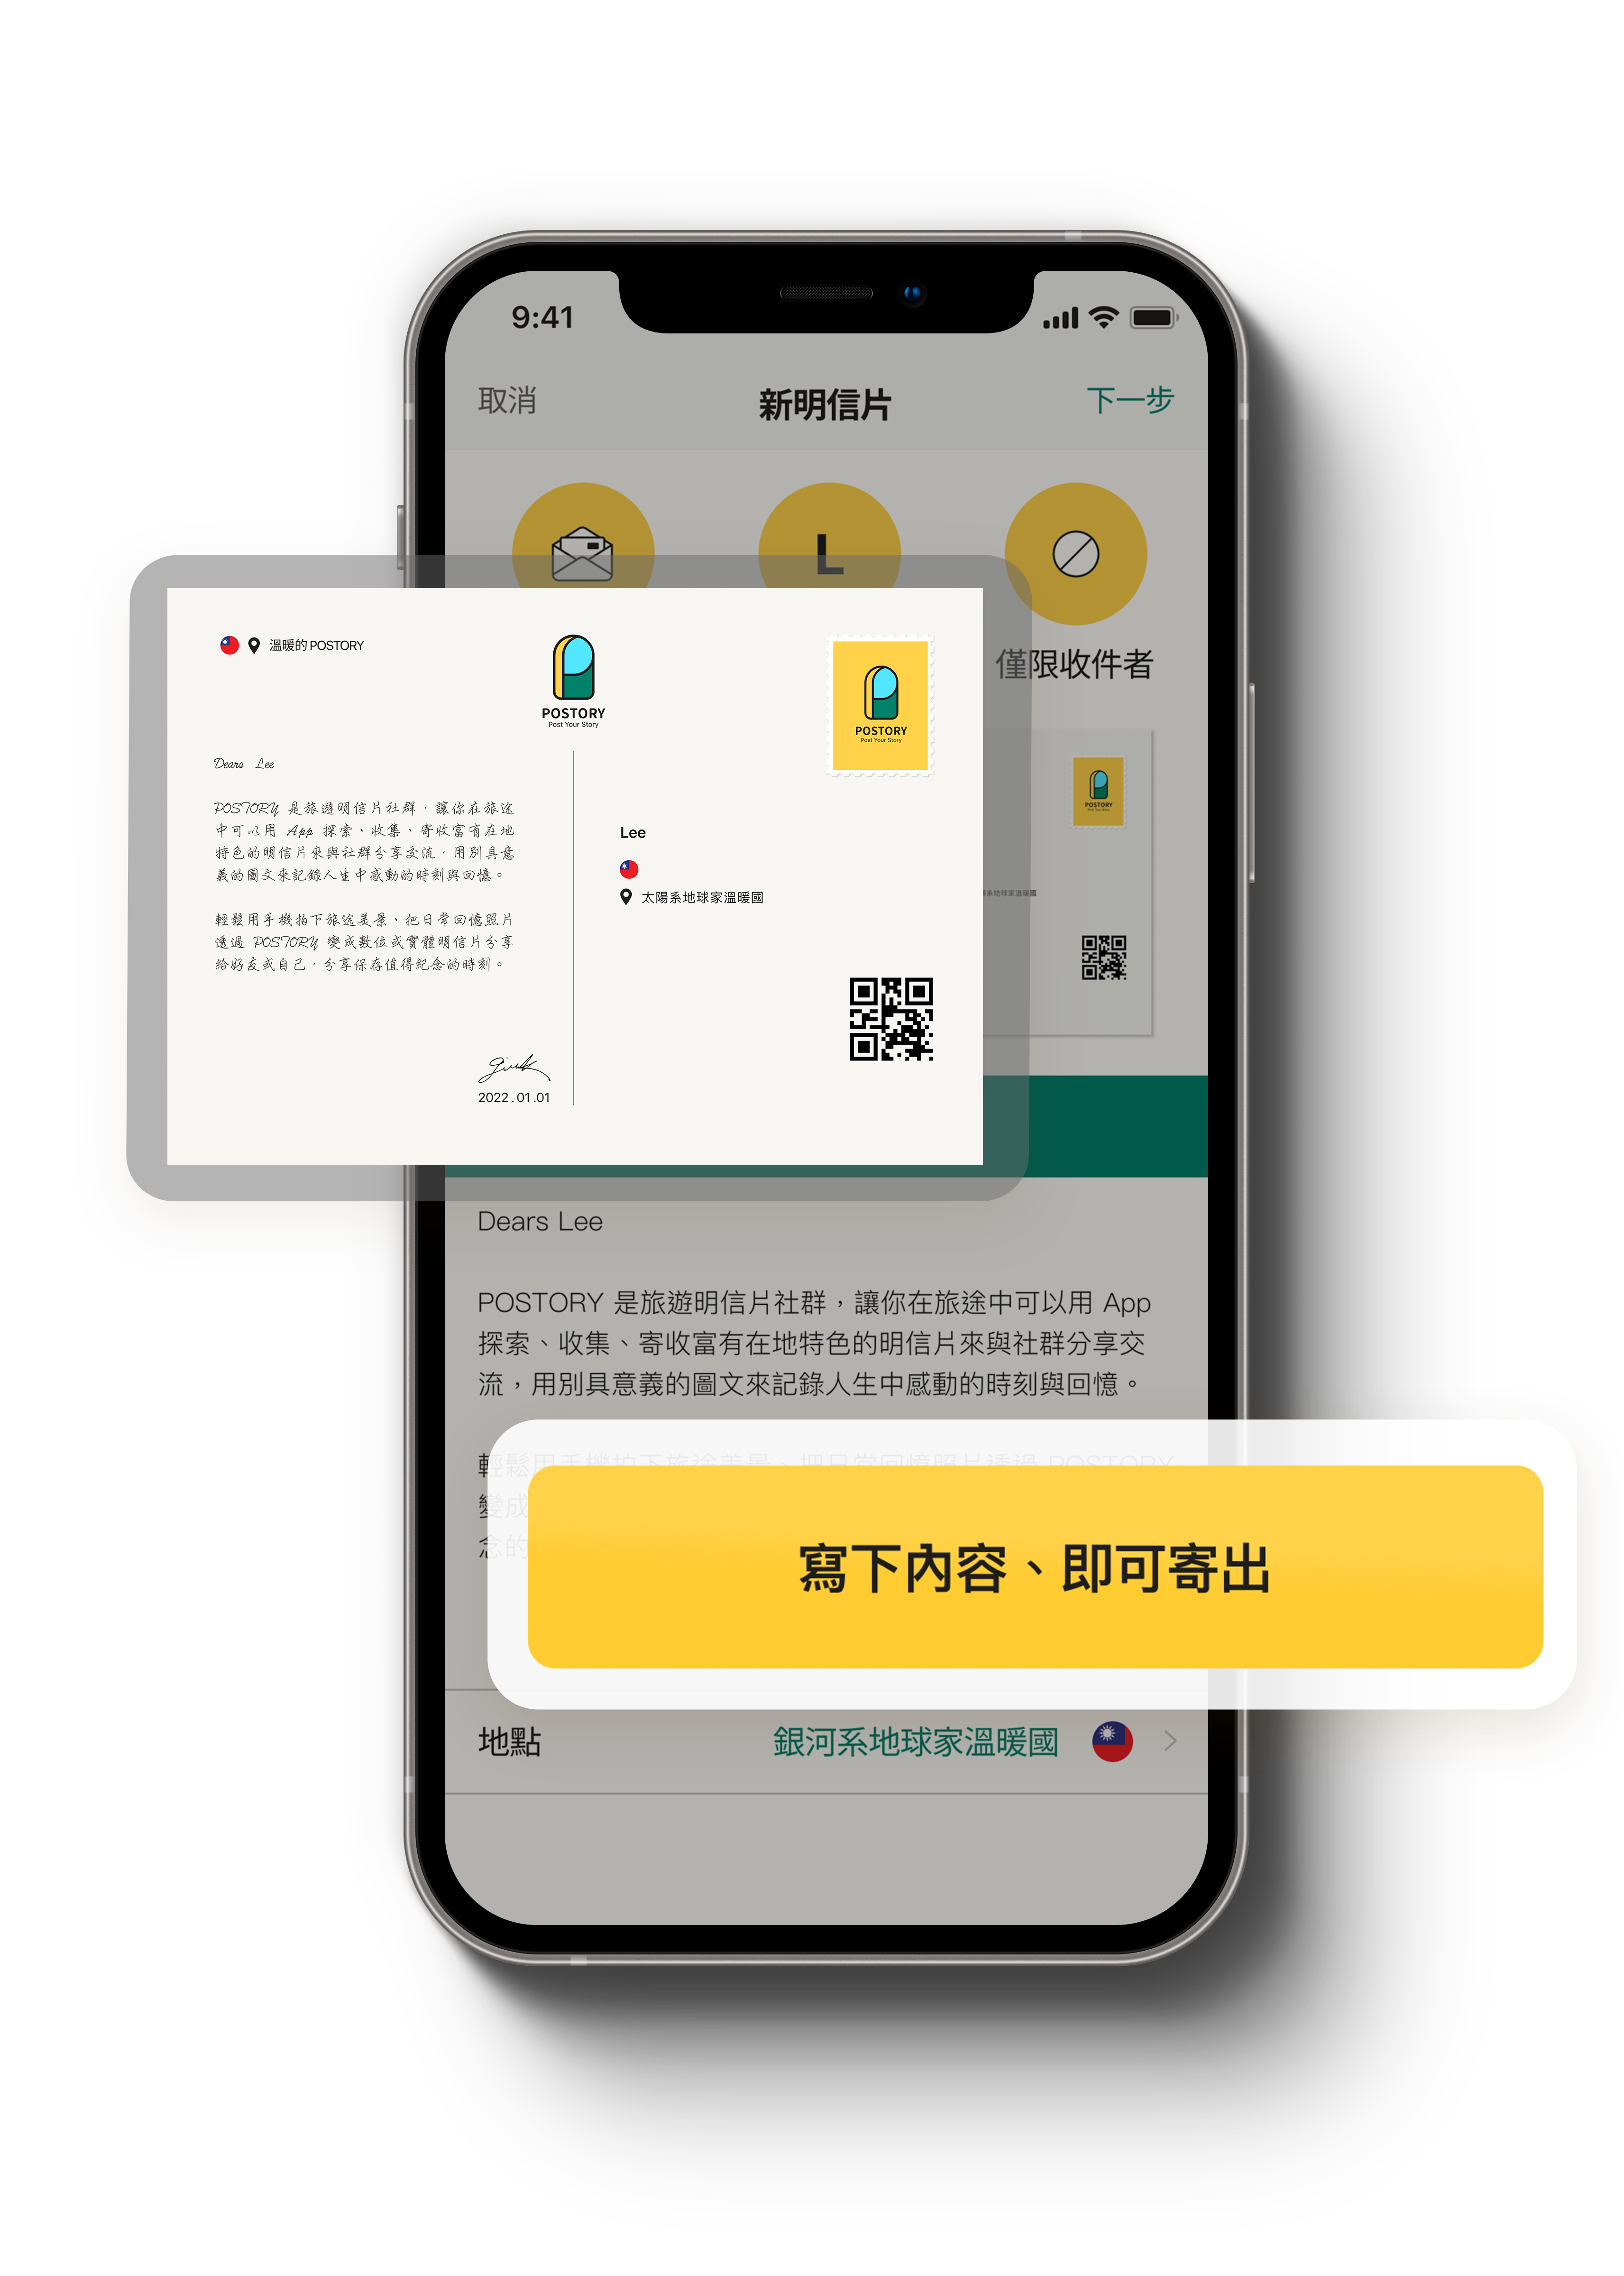 9:41
取消
新明信片
下一步
L
僅限收件者
溫暖的 POSTORY
POSTORY
Post Your Story
POSTORY
Post Your Story
Dears Lee
POSTORY 是旅遊明信片社群，讓你在旅途
中可以用 App 探索、收集、寄收富有在地
特色的明信片來與社群分享交流，用別具意
義的圖文來記錄人生中感動的時刻與回憶。
輕鬆用手機拍下旅途美景、把日常回憶照片
透過 POSTORY 變成數位或實體明信片分享
給好友或自己，分享保存值得紀念的時刻。
2022.01.01
Lee
太陽系地球家溫暖國
POSTORY
系地球家溫暖國
Dears Lee
POSTORY 是旅遊明信片社群，讓你在旅途中可以用 App
探索、收集、寄收富有在地特色的明信片來與社群分享交
流，用別具意義的圖文來記錄人生中感動的時刻與回憶。
輕鬆用手機拍下旅途美景、把日常回憶照片透過 POSTORY
變成
念的
寫下內容、即可寄出
地點
銀河系地球家溫暖國